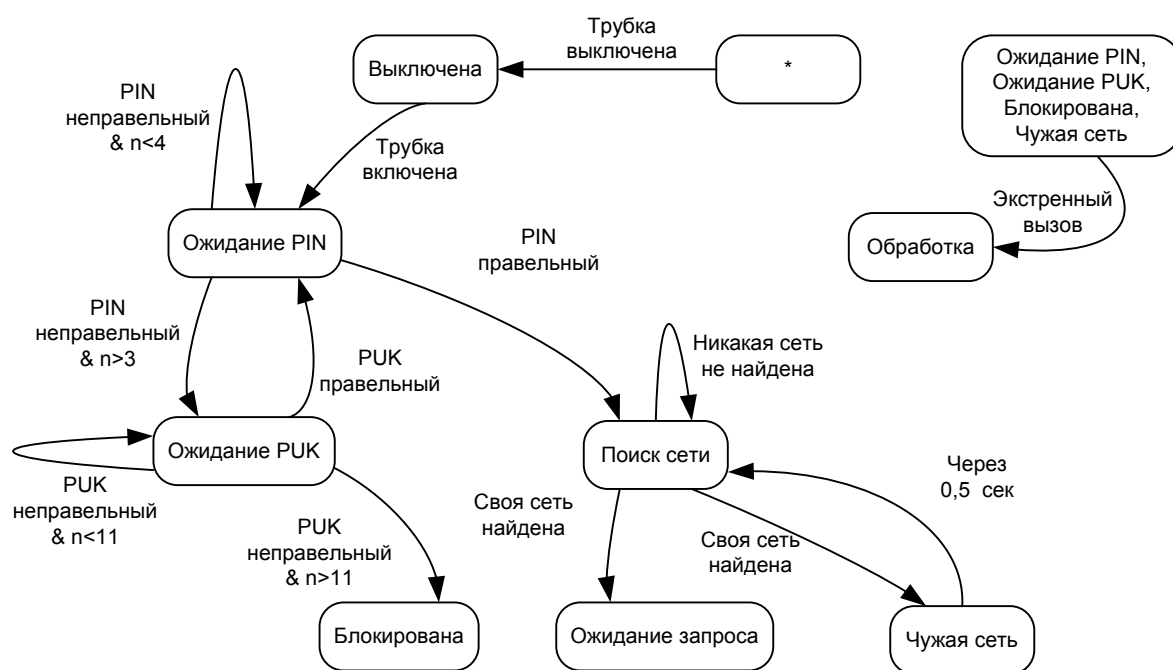 Трубка
выключена
Выключена
*
Ожидание PIN,
Ожидание PUK,
Блокирована,
Чужая сеть
PIN
неправельный
& n<4
Трубка
включена
Экстренный
вызов
Ожидание PIN
PIN
правельный
Обработка
PIN
неправельный
& n>3
PUK
правельный
Никакая сеть
не найдена
Ожидание PUK
Поиск сети
Через
0,5 сек
PUK
неправельный
& n<11
PUK
неправельный
& n>11
Своя сеть
найдена
Своя сеть
найдена
Блокирована
Ожидание запроса
Чужая сеть